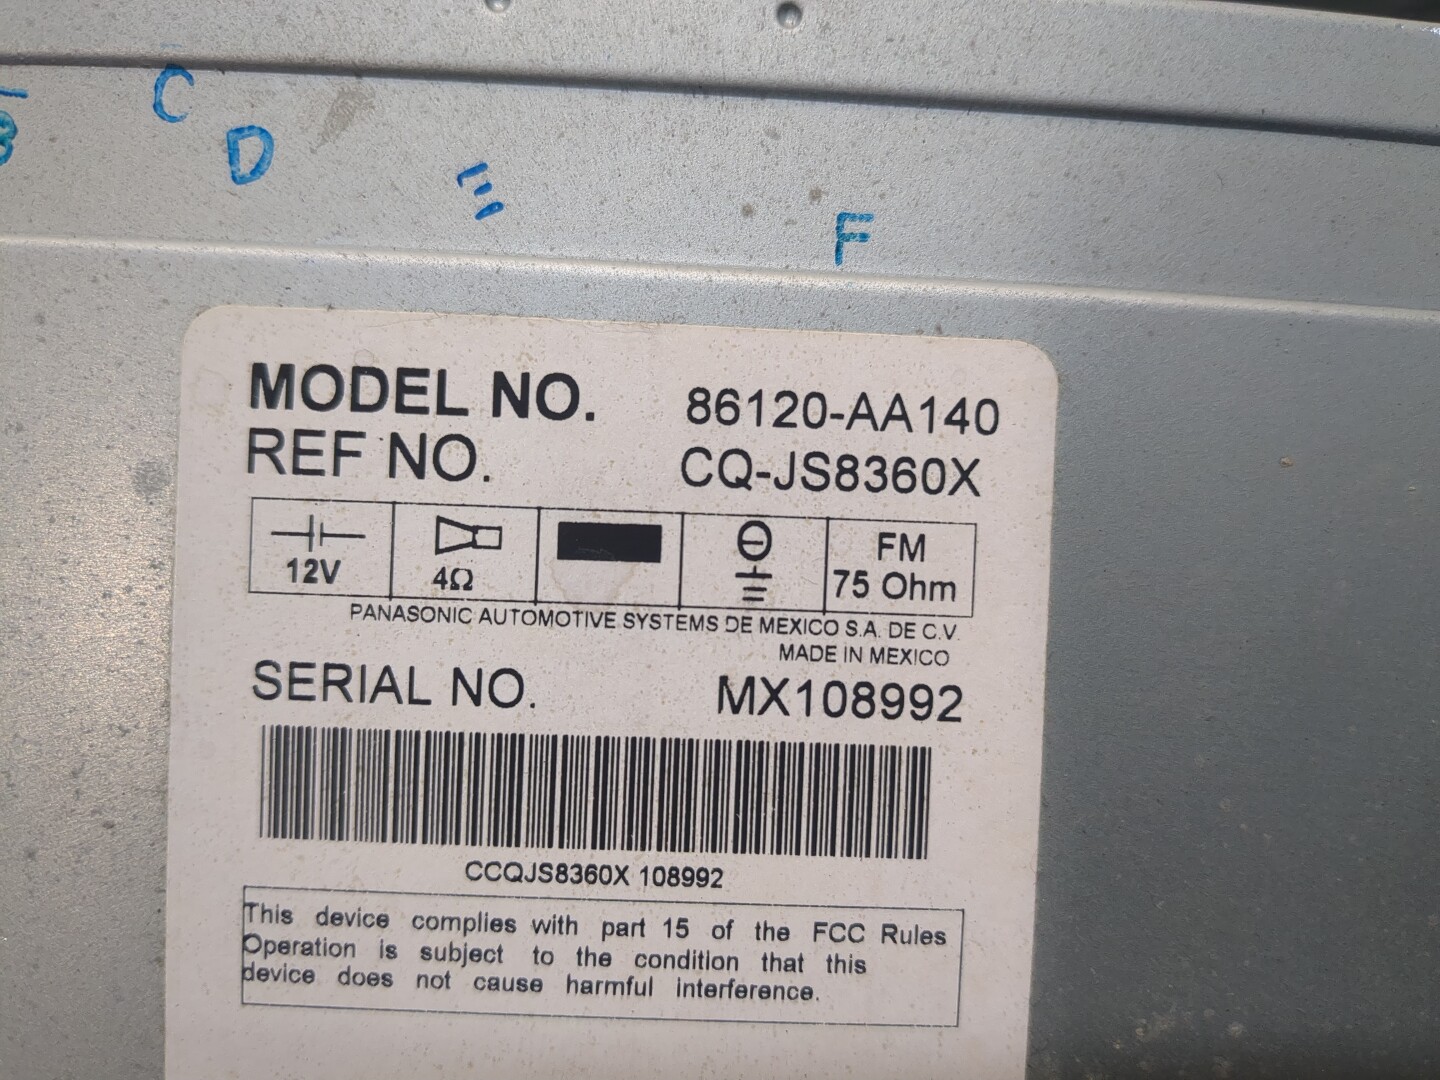 C
B
D
E
F
MODEL NO. 86120-AA140
REF NO. CQ-JS8360X
12V
4Ω
FM
75 Ohm
PANASONIC AUTOMOTIVE SYSTEMS DE MEXICO S.A. DE C.V.
MADE IN MEXICO
SERIAL NO. MX108992
CCQJS8360X 108992
This device complies with part 15 of the FCC Rules
Operation is subject to the condition that this
device does not cause harmful interference.